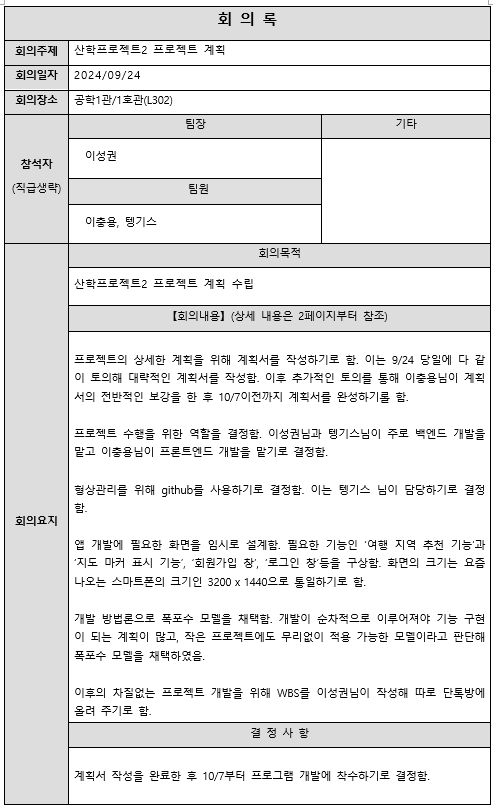 회 의 록
회의주제 산학프로젝트2 프로젝트 계획
회의일자 2024/09/24
회의장소 공학1관/1호관(L302)
참석자
(직급생략)
팀장 기타
이성권
팀원
이충용, 텡기스
회의요지
회의목적
산학프로젝트2 프로젝트 계획 수립
【회의내용】(상세 내용은 2페이지부터 참조)
프로젝트의 상세한 계획을 위해 계획서를 작성하기로 함. 이는 9/24 당일에 다 같
이 토의해 대략적인 계획서를 작성함. 이후 추가적인 토의를 통해 이충용님이 계획
서의 전반적인 보강을 한 후 10/7이전까지 계획서를 완성하기롤 함.
프로젝트 수행을 위한 역할을 결정함. 이성권님과 텡기스님이 주로 백엔드 개발을
맡고 이충용님이 프론트엔드 개발을 맡기로 결정함.
형상관리를 위해 github를 사용하기로 결정함. 이는 텡기스 님이 담당하기로 결정
함.
앱 개발에 필요한 화면을 임시로 설계함. 필요한 기능인 ‘여행 지역 추천 기능’과
‘지도 마커 표시 기능’, ‘회원가입 창’, ‘로그인 창’등을 구상함. 화면의 크기는 요즘
나오는 스마트폰의 크기인 3200 x 1440으로 통일하기로 함.
개발 방법론으로 폭포수 모델을 채택함. 개발이 순차적으로 이루어져야 기능 구현
이 되는 계획이 많고, 작은 프로젝트에도 무리없이 적용 가능한 모델이라고 판단해
폭포수 모델을 채택하였음.
이후의 차질없는 프로젝트 개발을 위해 WBS를 이성권님이 작성해 따로 단톡방에
올려 주기로 함.
결 정 사 항
계획서 작성을 완료한 후 10/7부터 프로그램 개발에 착수하기로 결정함.